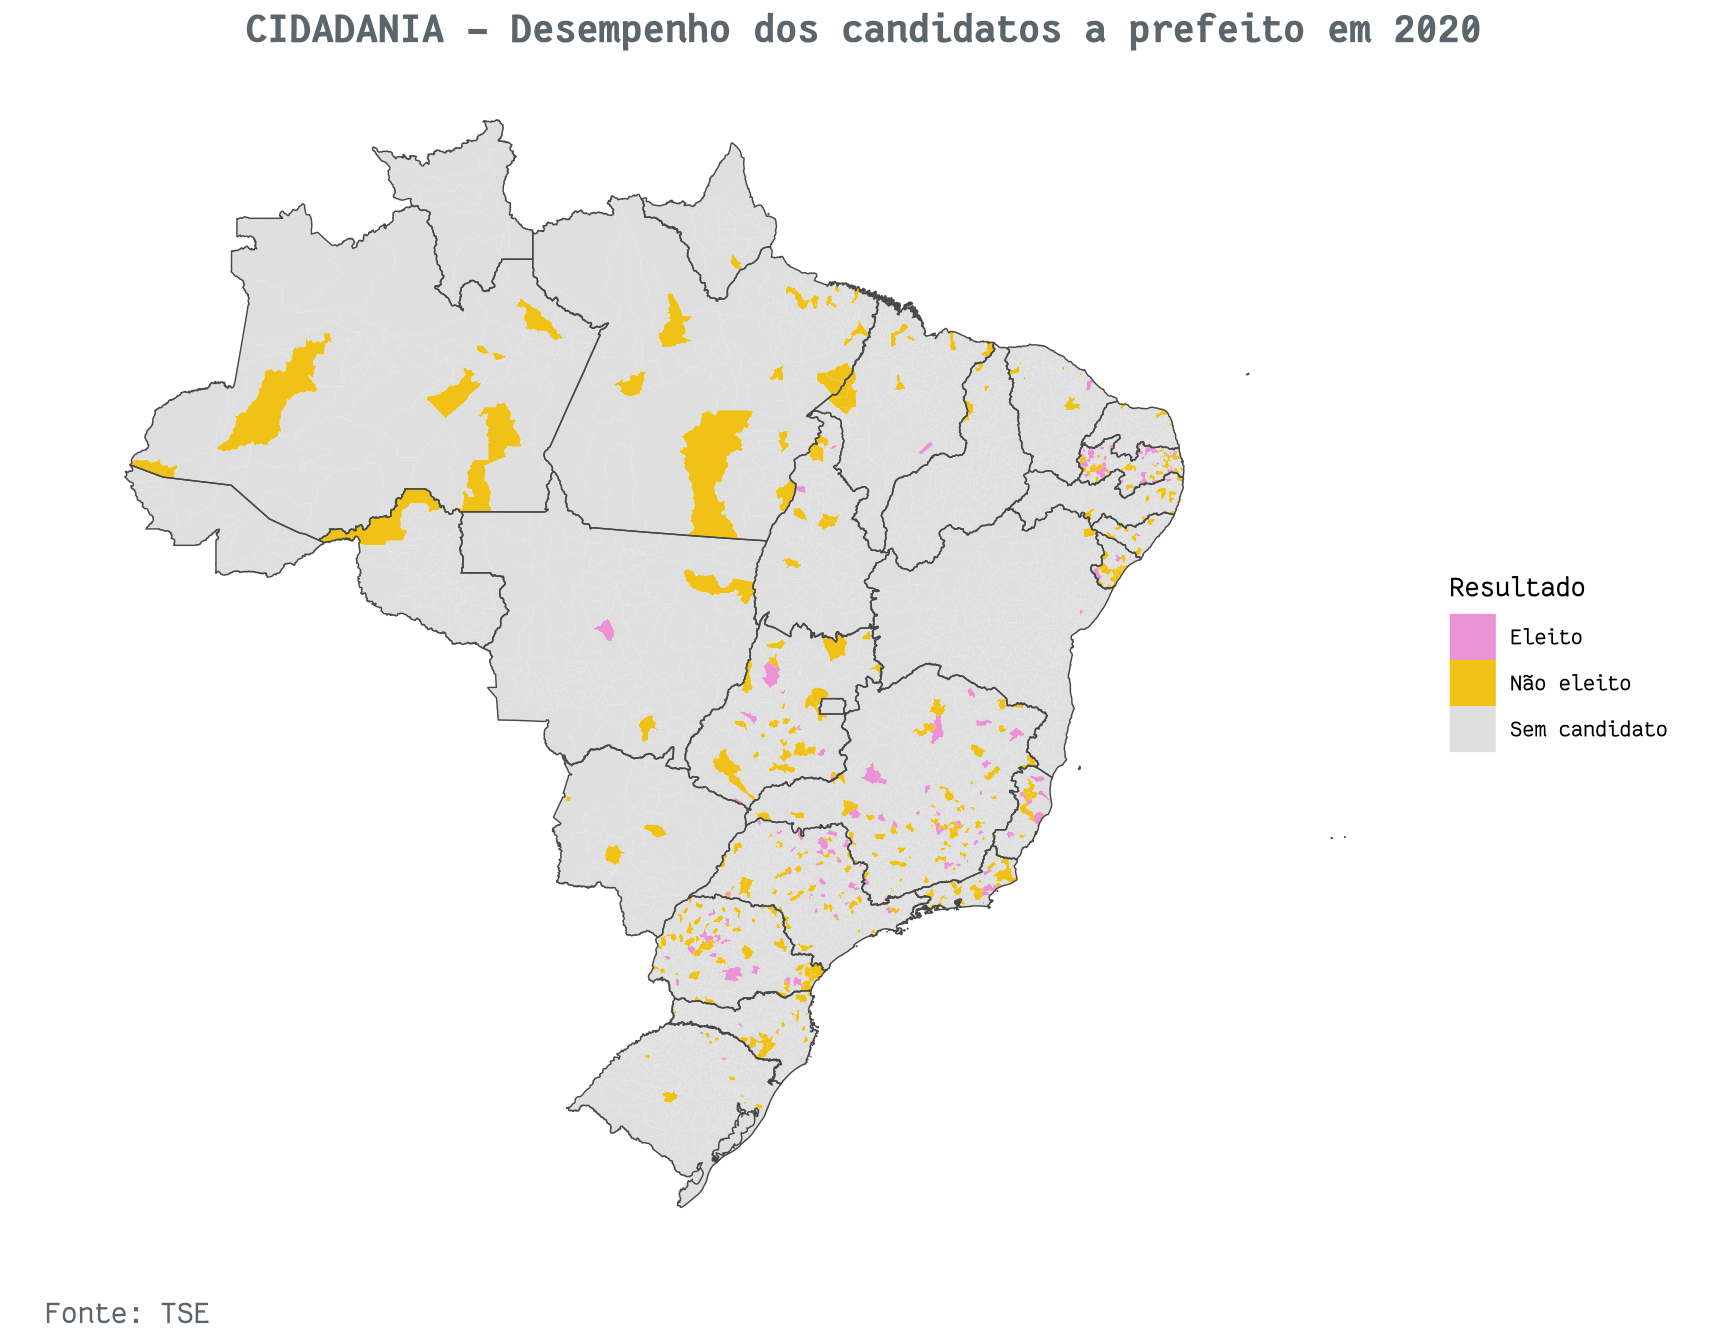 CIDADANIA – Desempenho dos candidatos a prefeito em 2020
Resultado
Eleito
Não eleito
Sem candidato
Fonte: TSE